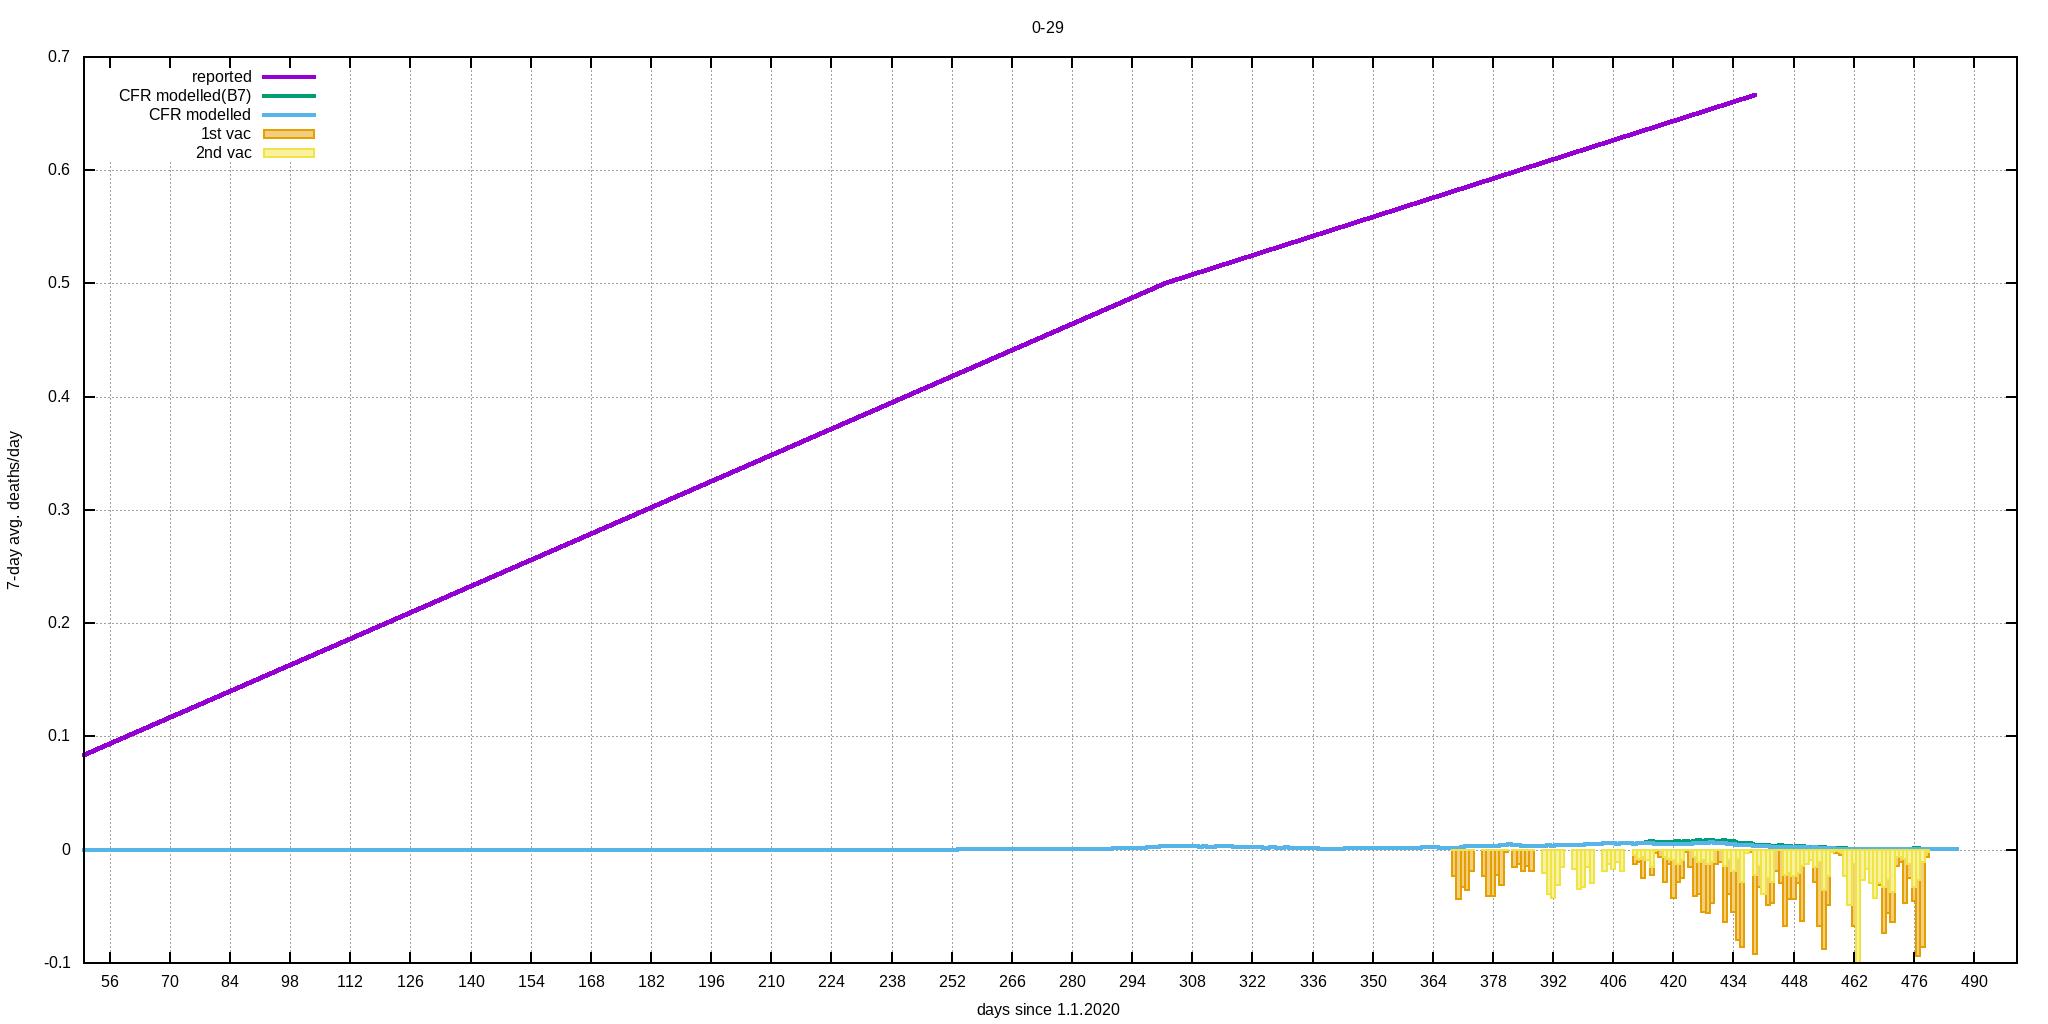 0-29
0.7
0.6
0.5
0.4
0.3
0.2
0.1
0
-0.1
reported
CFR modelled(B7)
CFR modelled
1st vac
2nd vac
7-day avg. deaths/day
56 70 84 98 112 126 140 154 168 182 196 210 224 238 252 266 280 294 308 322 336 350 364 378 392 406 420 434 448 462 476 490
days since 1.1.2020